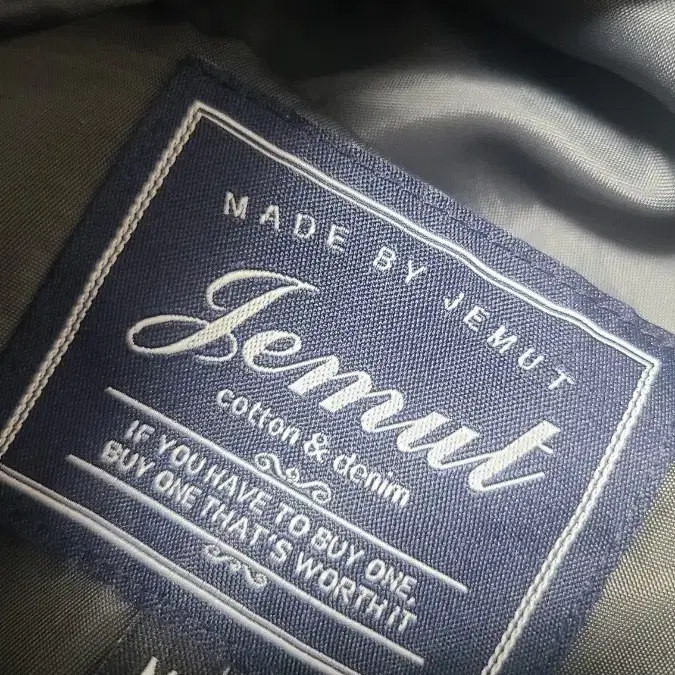 MADE BY JEMUT
Jemut
cotton & denim
IF YOU HAVE TO BUY ONE,
BUY ONE THAT'S WORTH IT